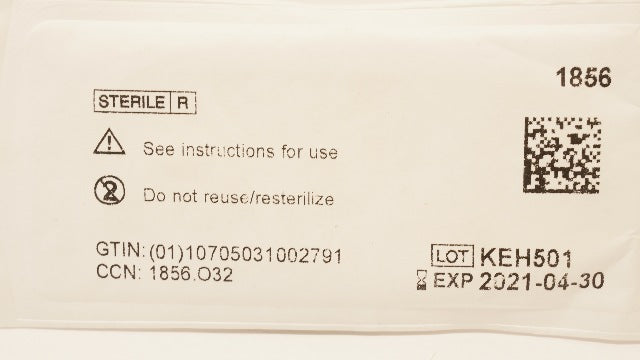 1856
STERILE R
See instructions for use
2
Do not reuse/resterilize
GTIN: (01)10705031002791
CCN: 1856.O32
LOT KEH501
EXP 2021-04-30